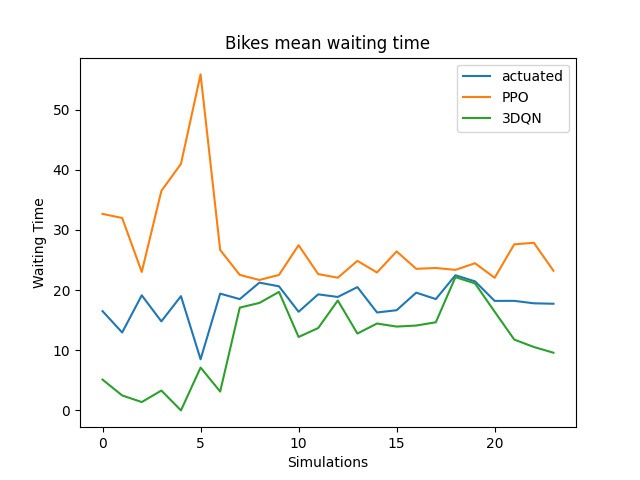 Bikes mean waiting time
actuated
PPO
3DQN
Waiting Time
50
40
30
20
10
0
0 5 10 15 20
Simulations